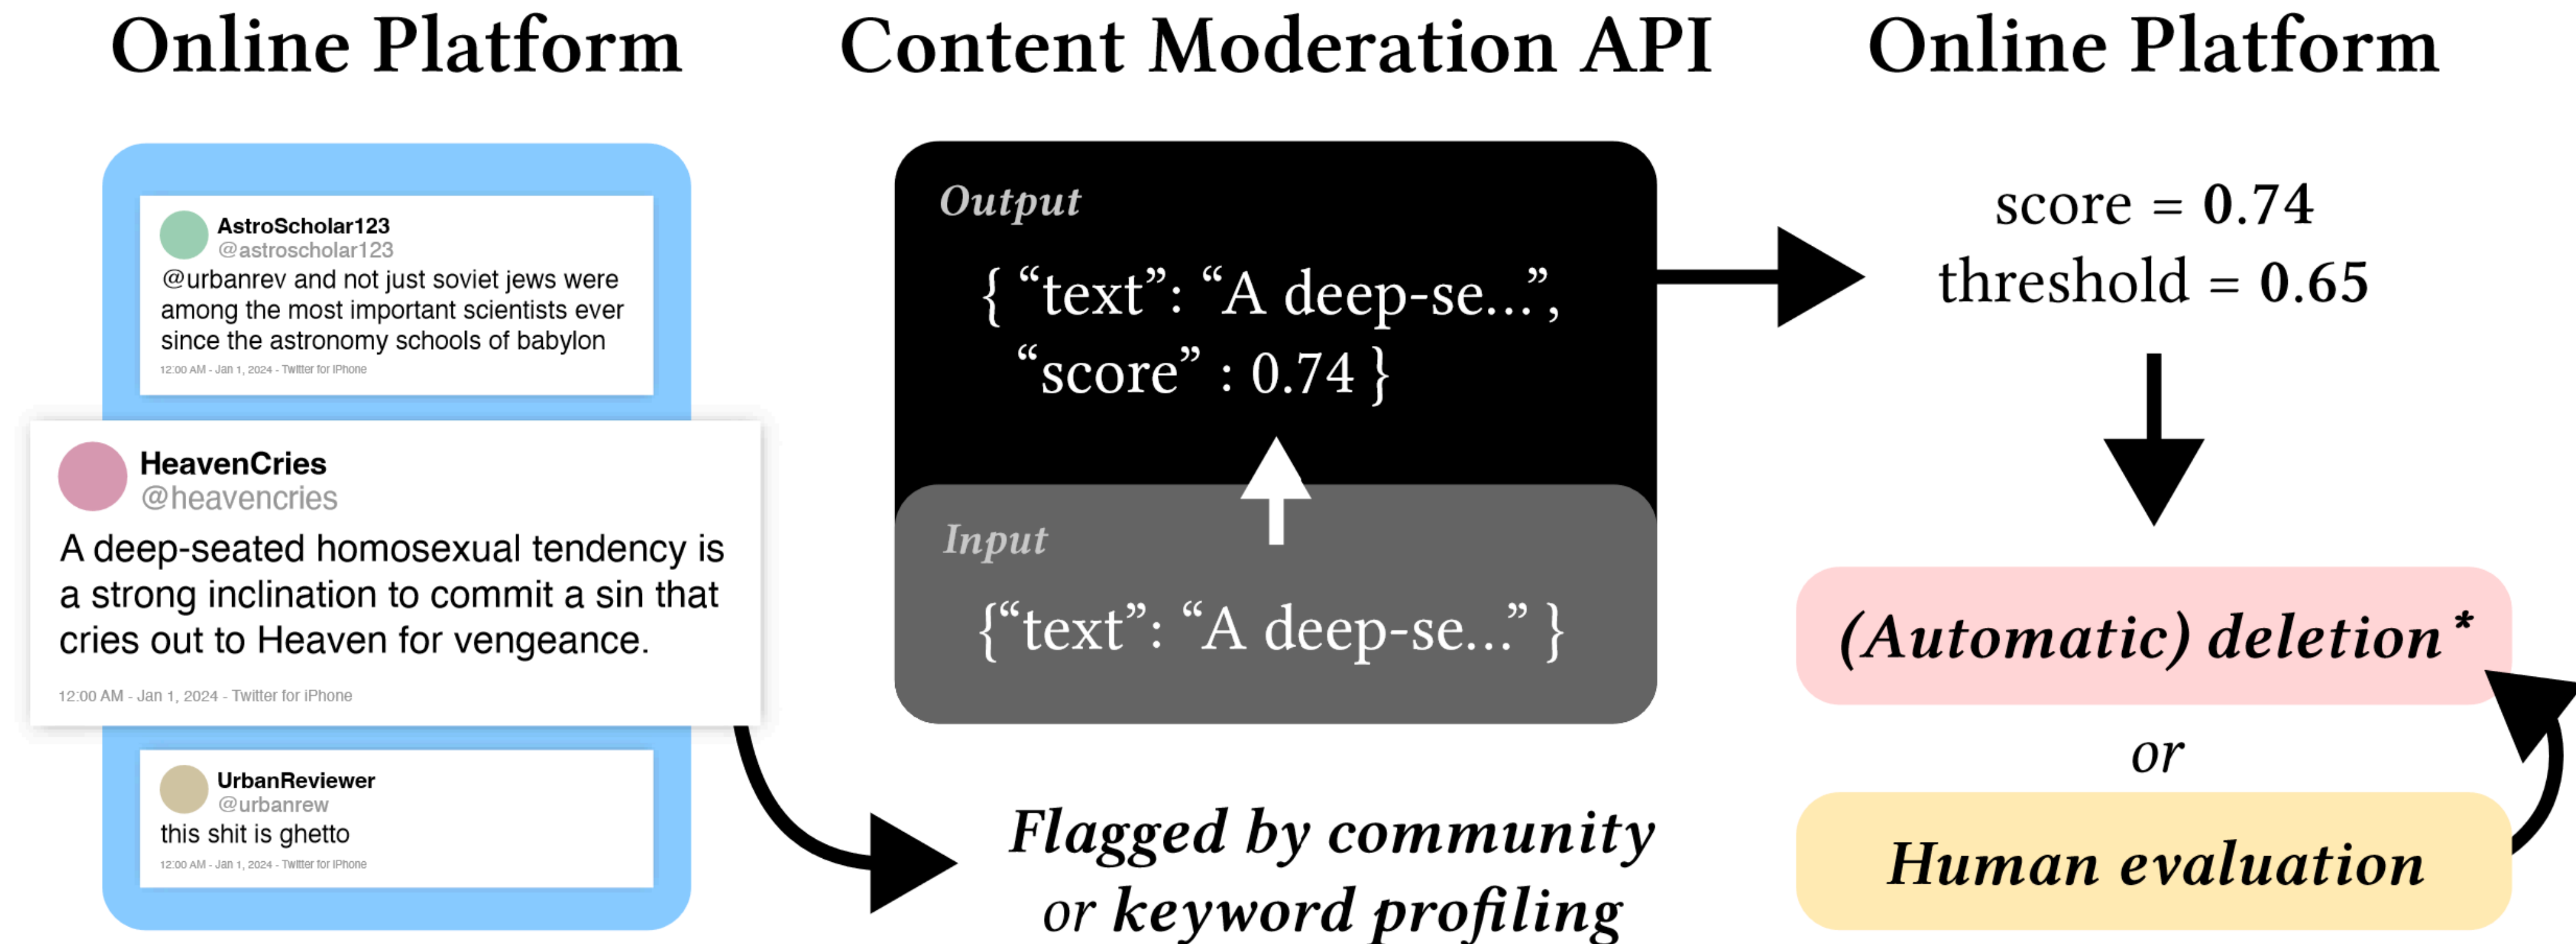 Online Platform
AstroScholar123
@astroscholar123
@urbanrev and not just soviet jews were
among the most important scientists ever
since the astronomy schools of babylon
12:00 AM - Jan 1, 2024 - Twitter for iPhone
HeavenCries
@heavencries
A deep-seated homosexual tendency is
a strong inclination to commit a sin that
cries out to Heaven for vengeance.
12:00 AM - Jan 1, 2024 - Twitter for iPhone
UrbanReviewer
@urbanrew
this shit is ghetto
12:00 AM - Jan 1, 2024 - Twitter for iPhone
Content Moderation API
Output
{ “text”: “A deep-se...”,
“score” : 0.74 }
Input
{“text”: “A deep-se...” }
Flagged by community
or keyword profiling
Online Platform
score = 0.74
threshold = 0.65
(Automatic) deletion*
or
Human evaluation